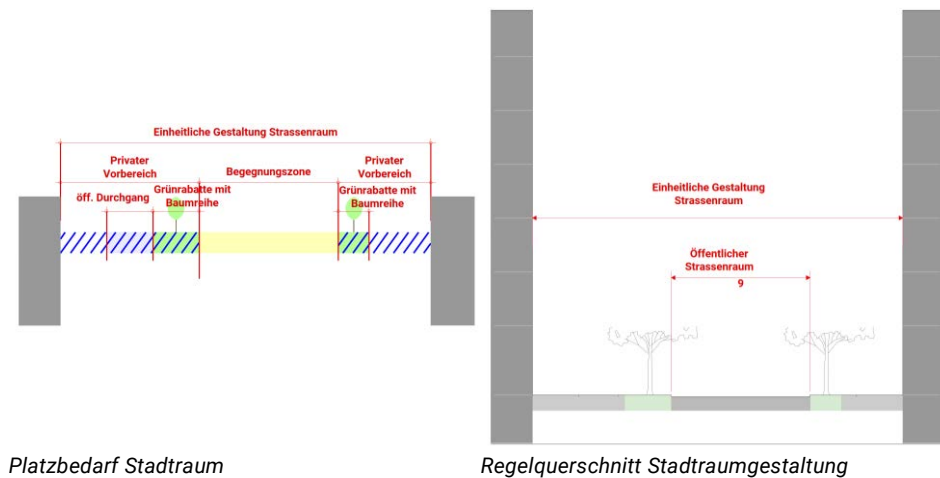 Einheitliche Gestaltung Strassenraum
Privater
Vorbereich
Begegnungszone
Privater
Vorbereich
öff. Durchgang
Grünrabatte mit
Baumreihe
Grünrabatte mit
Baumreihe
Platzbedarf Stadtraum
Einheitliche Gestaltung
Strassenraum
Öffentlicher
Strassenraum
9
Regelquerschnitt Stadtraumgestaltung